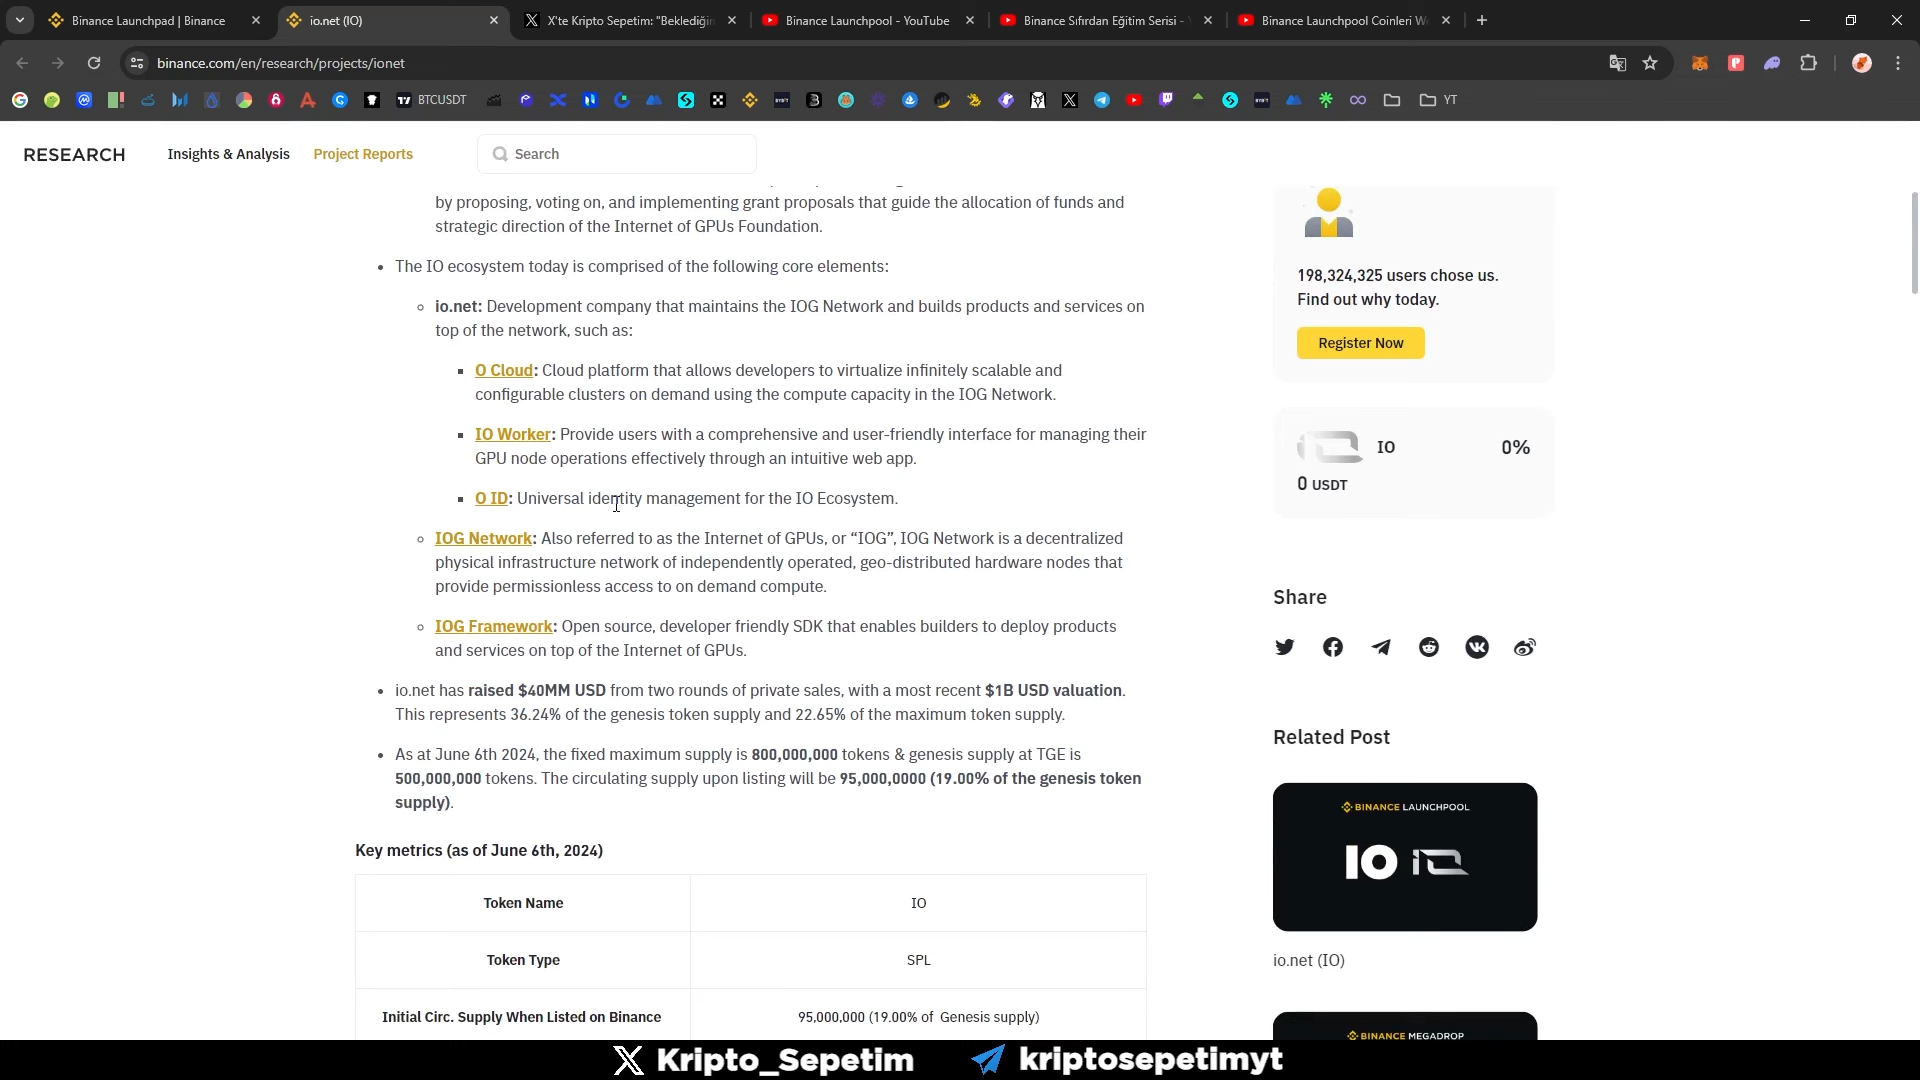 Binance Launchpad | Binance
io.net (IO)
X'te Kripto Sepetim: "Beklediğin
Binance Launchpool - YouTube
Binance Sıfırdan Eğitim Serisi -
Binance Launchpool Coinleri
binance.com/en/research/projects/ionet
BTCUSDT
YT
RESEARCH
Insights & Analysis
Project Reports
Search
by proposing, voting on, and implementing grant proposals that guide the allocation of funds and
strategic direction of the Internet of GPUs Foundation.
The IO ecosystem today is comprised of the following core elements:
io.net: Development company that maintains the IOG Network and builds products and services on
top of the network, such as:
O Cloud: Cloud platform that allows developers to virtualize infinitely scalable and
configurable clusters on demand using the compute capacity in the IOG Network.
IO Worker: Provide users with a comprehensive and user-friendly interface for managing their
GPU node operations effectively through an intuitive web app.
O ID: Universal identity management for the IO Ecosystem.
IOG Network: Also referred to as the Internet of GPUs, or “IOG”, IOG Network is a decentralized
physical infrastructure network of independently operated, geo-distributed hardware nodes that
provide permissionless access to on demand compute.
IOG Framework: Open source, developer friendly SDK that enables builders to deploy products
and services on top of the Internet of GPUs.
io.net has raised $40MM USD from two rounds of private sales, with a most recent $1B USD valuation.
This represents 36.24% of the genesis token supply and 22.65% of the maximum token supply.
As at June 6th 2024, the fixed maximum supply is 800,000,000 tokens & genesis supply at TGE is
500,000,000 tokens. The circulating supply upon listing will be 95,000,0000 (19.00% of the genesis token
supply).
Key metrics (as of June 6th, 2024)
Token Name IO
Token Type SPL
Initial Circ. Supply When Listed on Binance 95,000,000 (19.00% of Genesis supply)
198,324,325 users chose us.
Find out why today.
Register Now
IO 0%
0 USDT
Share
Related Post
BINANCE LAUNCHPOOL
IO
io.net (IO)
BINANCE MEGADROP
Kripto_Sepetim
kriptosepetimyt